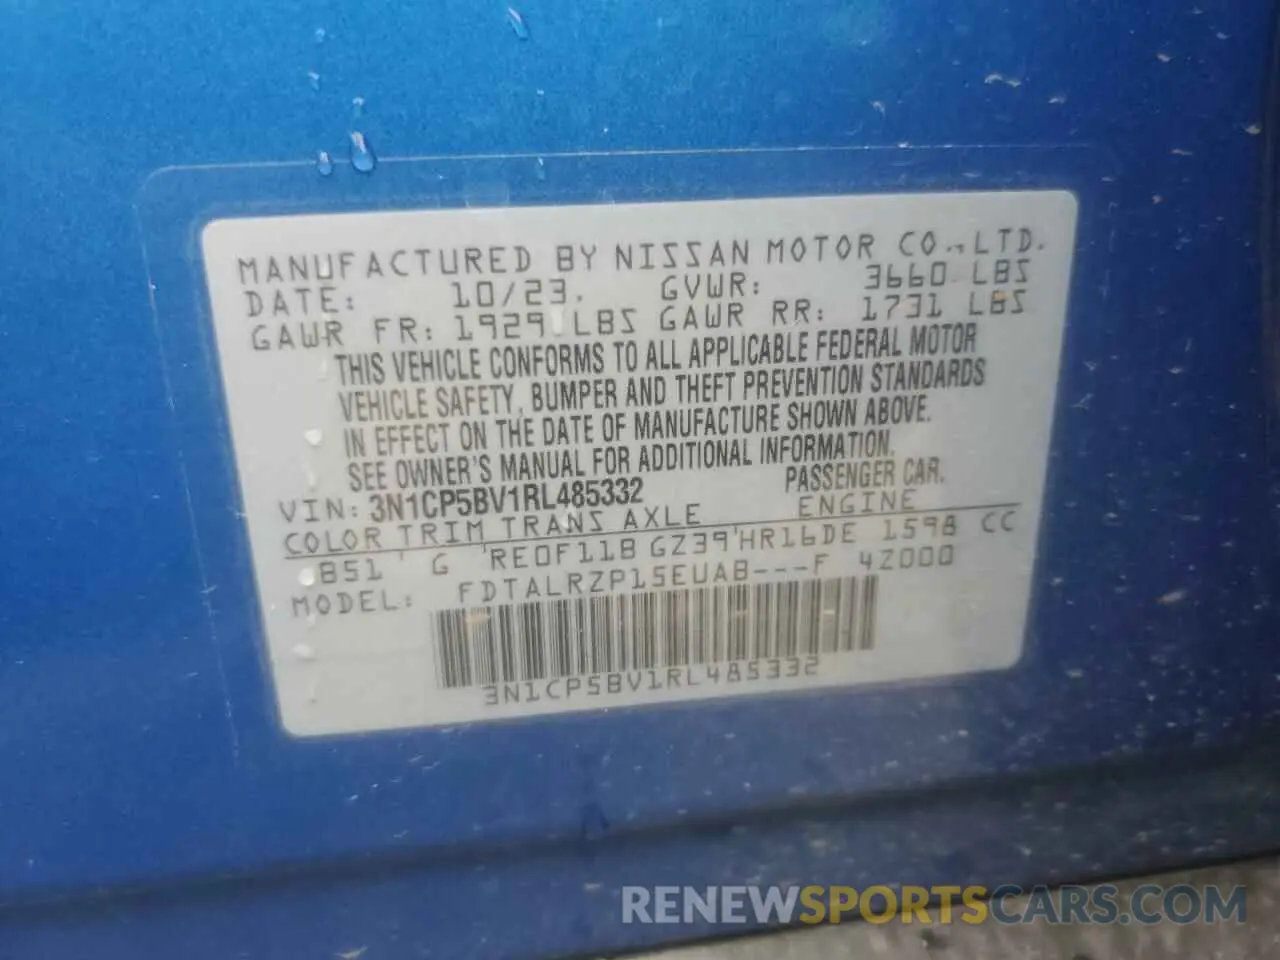 MANUFACTURED BY NISSAN MOTOR CO., LTD.
DATE: 10/23. GVWR: 3660 LBS
GAWR FR: 1929 LBS GAWR RR: 1731 LBS
THIS VEHICLE CONFORMS TO ALL APPLICABLE FEDERAL MOTOR
VEHICLE SAFETY, BUMPER AND THEFT PREVENTION STANDARDS
IN EFFECT ON THE DATE OF MANUFACTURE SHOWN ABOVE.
SEE OWNER'S MANUAL FOR ADDITIONAL INFORMATION.
VIN: 3N1CP5BV1RL485332 PASSENGER CAR.
COLOR TRIM TRANS AXLE ENGINE
B51 ' G 'RE0F11B GZ39'HR16DE 1598 CC
MODEL: FDTALRZP15EUAB---F 4Z000
3N1CP5BV1RL485332
RENEWSPORTSCARS.COM